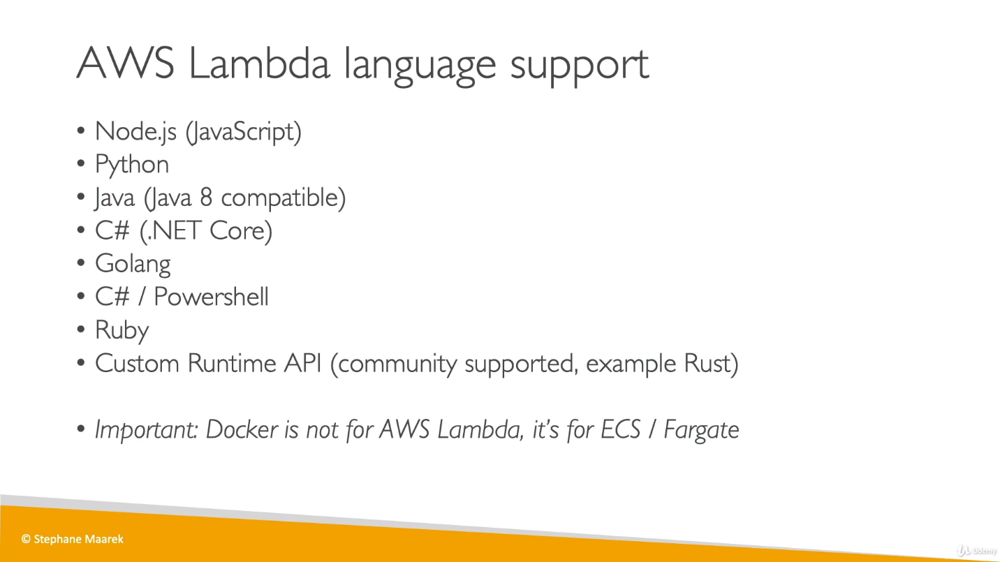 AWS Lambda language support
• Node.js (JavaScript)
• Python
• Java (Java 8 compatible)
• C# (.NET Core)
• Golang
• C# / Powershell
• Ruby
• Custom Runtime API (community supported, example Rust)
• Important: Docker is not for AWS Lambda, it's for ECS / Fargate
© Stephane Maarek
Udemy